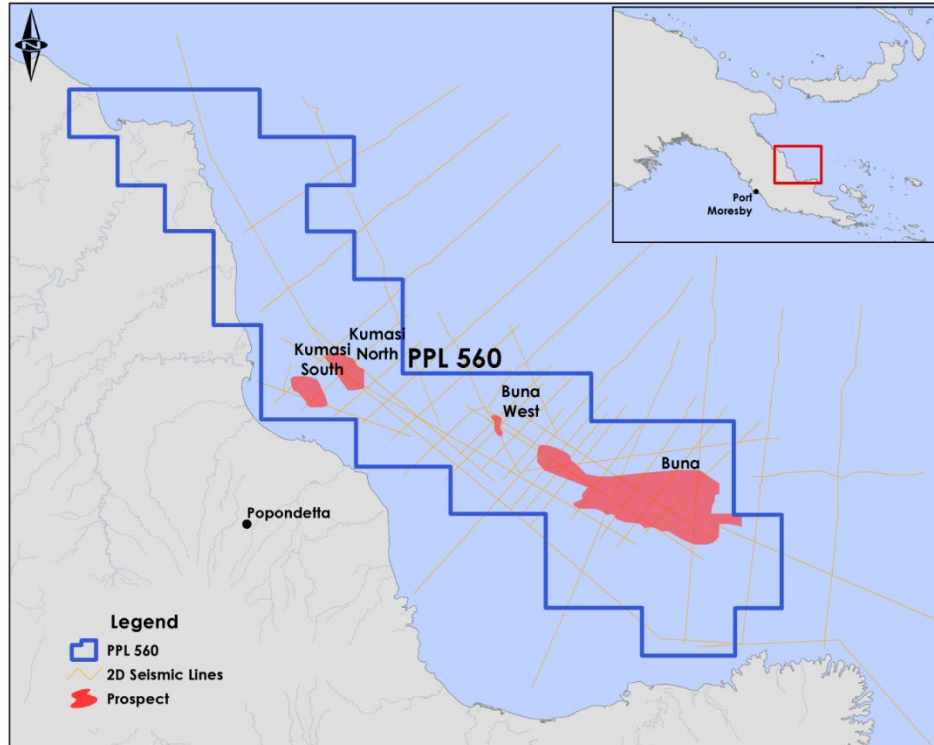 N
Port
Moresby
Kumasi
North
Kumasi
South
PPL 560
Buna
West
Buna
Popondetta
Legend
PPL 560
2D Seismic Lines
Prospect